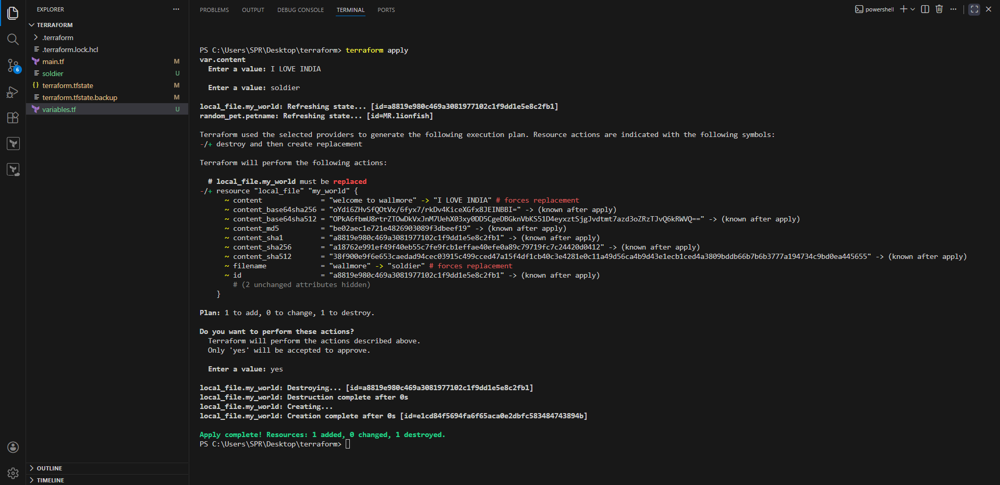 EXPLORER
TERRAFORM
.terraform
.terraform.lock.hcl
main.tf M
soldier U
terraform.tfstate M
terraform.tfstate.backup M
variables.tf U
6
OUTLINE
TIMELINE
PROBLEMS OUTPUT DEBUG CONSOLE TERMINAL PORTS
powershell
PS C:\Users\SPR\Desktop\terraform> terraform apply
var.content
Enter a value: I LOVE INDIA
Enter a value: soldier
local_file.my_world: Refreshing state... [id=a8819e980c469a3081977102c1f9dd1e5e8c2fb1]
random_pet.petname: Refreshing state... [id=MR.lionfish]
Terraform used the selected providers to generate the following execution plan. Resource actions are indicated with the following symbols:
-/+ destroy and then create replacement
Terraform will perform the following actions:
# local_file.my_world must be replaced
-/+ resource "local_file" "my_world" {
~ content = "welcome to wallmore" -> "I LOVE INDIA" # forces replacement
~ content_base64sha256 = "oYdi6ZHvSfQOtVx/6fyx7/rkDv4KiceXGfx8JEINBBI=" -> (known after apply)
~ content_base64sha512 = "OPkA6fbmU8rtrZTOwDkVxJnM7UehX03xy0DD5CgeDBGknVbKS51D4eyxztSjgJvdtmt7azd3oZRzTJvQ6kRWVQ==" -> (known after apply)
~ content_md5 = "be02aec1e721e4826903089f3dbeef19" -> (known after apply)
~ content_sha1 = "a8819e980c469a3081977102c1f9dd1e5e8c2fb1" -> (known after apply)
~ content_sha256 = "a18762e991ef49f40eb55c7fe9fcb1effae40efe0a89c79719fc7c24420d0412" -> (known after apply)
~ content_sha512 = "38f900e9f6e653caedad94cec03915c499cced47a15f4df1cb40c3e4281e0c11a49d56ca4b9d43e1ecb1ced4a3809bddb66b7b6b3777a194734c9bd0ea445655" -> (known after apply)
~ filename = "wallmore" -> "soldier" # forces replacement
~ id = "a8819e980c469a3081977102c1f9dd1e5e8c2fb1" -> (known after apply)
# (2 unchanged attributes hidden)
}
Plan: 1 to add, 0 to change, 1 to destroy.
Do you want to perform these actions?
Terraform will perform the actions described above.
Only 'yes' will be accepted to approve.
Enter a value: yes
local_file.my_world: Destroying... [id=a8819e980c469a3081977102c1f9dd1e5e8c2fb1]
local_file.my_world: Destruction complete after 0s
local_file.my_world: Creating...
local_file.my_world: Creation complete after 0s [id=e1cd84f5694fa6f65aca0e2dbfc583484743894b]
Apply complete! Resources: 1 added, 0 changed, 1 destroyed.
PS C:\Users\SPR\Desktop\terraform>